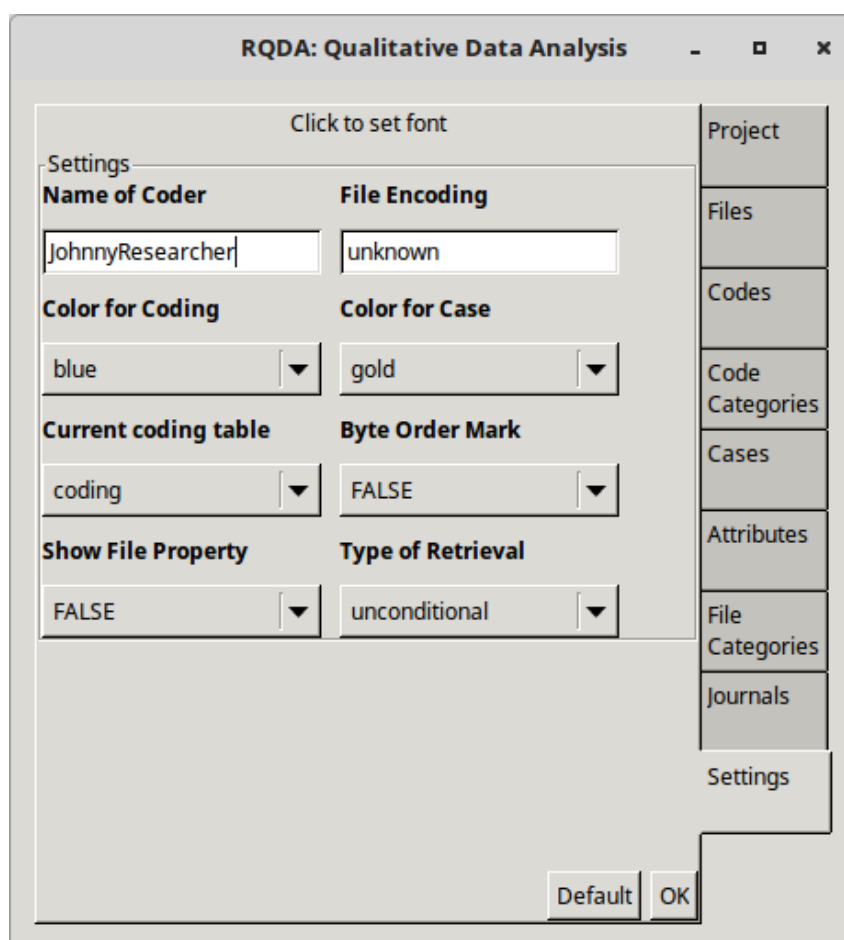 RQDA: Qualitative Data Analysis
Click to set font
Settings
Name of Coder
File Encoding
JohnnyResearcher
unknown
Color for Coding
Color for Case
blue
gold
Current coding table
Byte Order Mark
coding
FALSE
Show File Property
Type of Retrieval
FALSE
unconditional
Default
OK
Project
Files
Codes
Code
Categories
Cases
Attributes
File
Categories
Journals
Settings